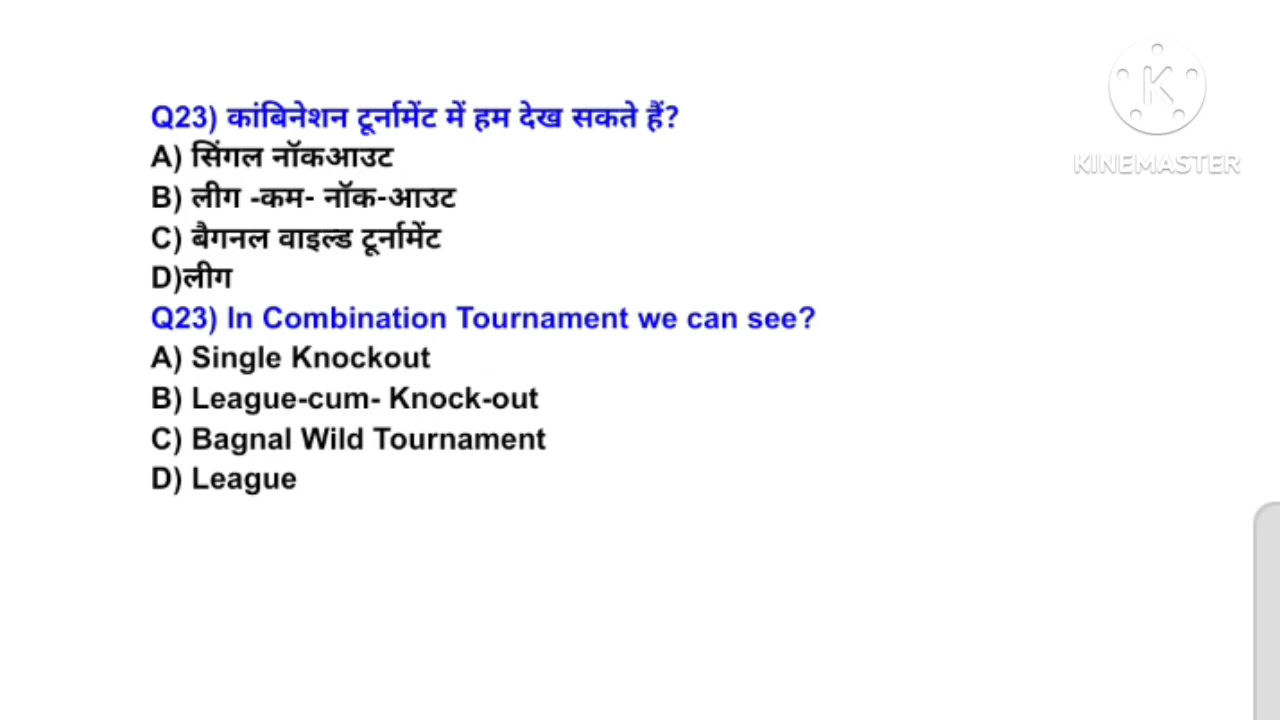 Q23) कांबिनेशन टूर्नामेंट में हम देख सकते हैं?
A) सिंगल नॉकआउट
B) लीग -कम- नॉक-आउट
C) बैगनल वाइल्ड टूर्नामेंट
D)लीग
Q23) In Combination Tournament we can see?
A) Single Knockout
B) League-cum- Knock-out
C) Bagnal Wild Tournament
D) League
K
KINEMASTER